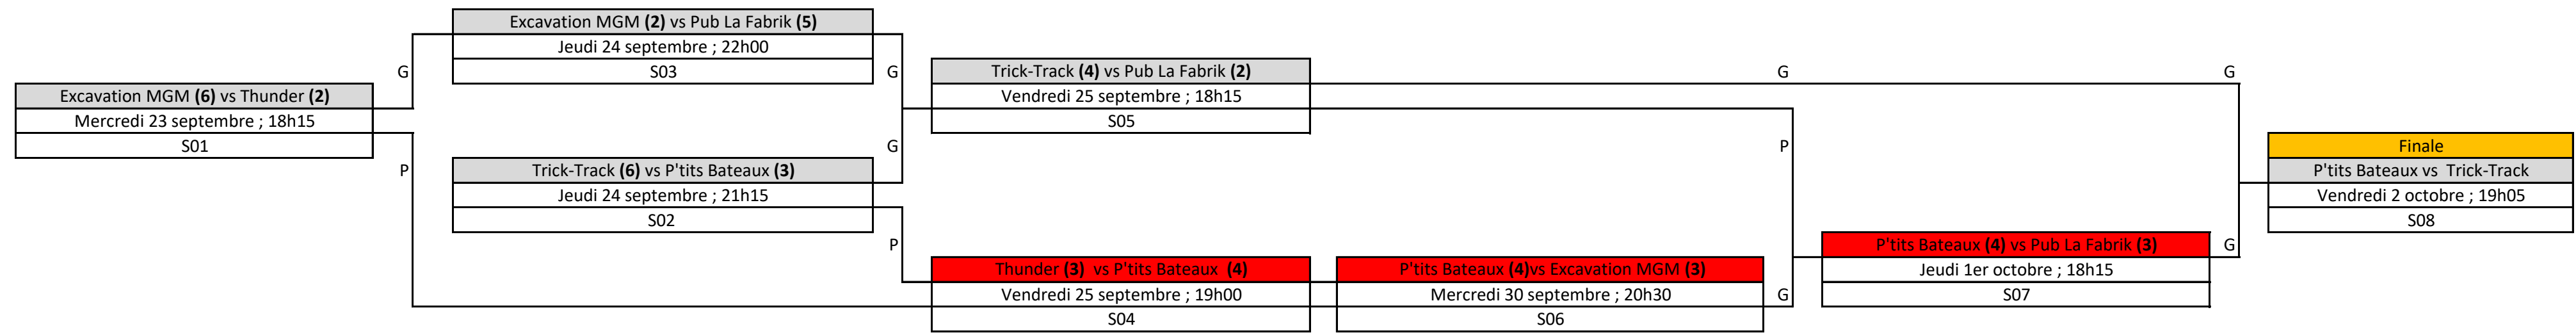 Excavation MGM (6) vs Thunder (2)
Mercredi 23 septembre ; 18h15
S01
G
P
Excavation MGM (2) vs Pub La Fabrik (5)
Jeudi 24 septembre ; 22h00
S03
G
Trick-Track (6) vs P'tits Bateaux (3)
Jeudi 24 septembre ; 21h15
S02
G
P
Trick-Track (4) vs Pub La Fabrik (2)
Vendredi 25 septembre ; 18h15
S05
G
P
Thunder (3)  vs P'tits Bateaux  (4)
Vendredi 25 septembre ; 19h00
S04
P'tits Bateaux (4)vs Excavation MGM (3)
Mercredi 30 septembre ; 20h30
S06
G
P'tits Bateaux (4) vs Pub La Fabrik (3)
Jeudi 1er octobre ; 18h15
S07
G
G
Finale
P'tits Bateaux vs  Trick-Track
Vendredi 2 octobre ; 19h05
S08